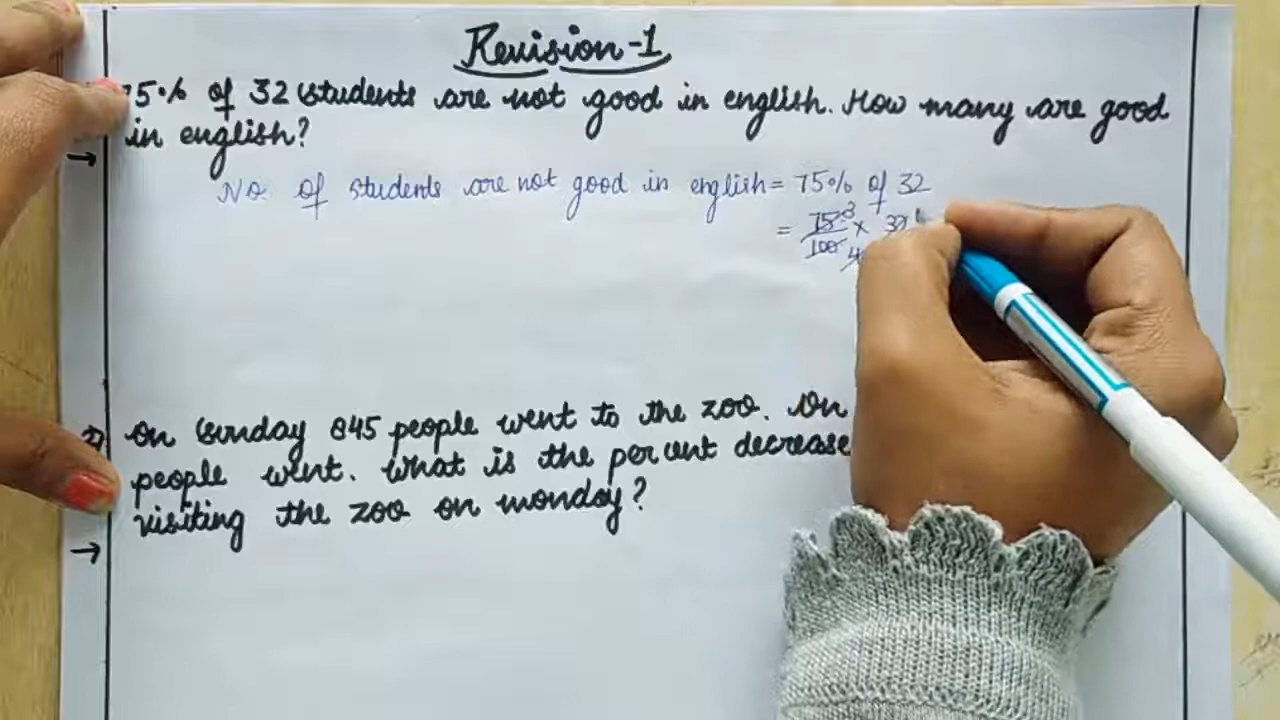 Revision-1
75% of 32 students are not good in english. How many are good
in english?
→
No. of students are not good in english = 75% of 32
= 75 3 × 32
100 4
On Sunday 845 people went to the zoo. On
people went. What is the percent decrease
visiting the zoo on monday?
→